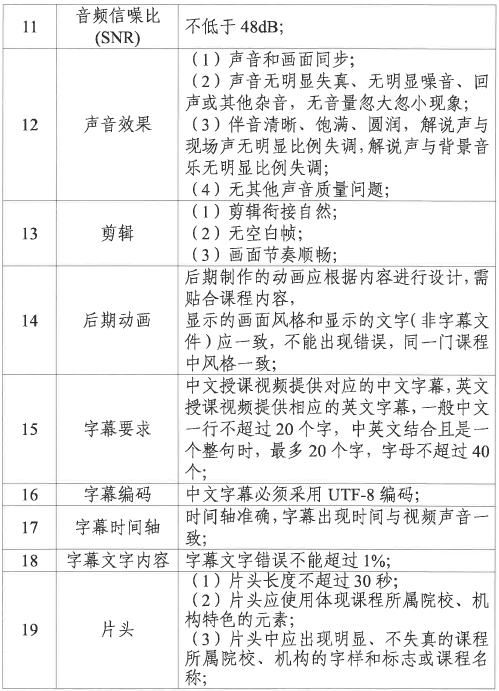 11
音频信噪比
(SNR)
不低于 48dB;
12
声音效果
（1）声音和画面同步;
（2）声音无明显失真、无明显噪音、回
声或其他杂音，无音量忽大忽小现象;
（3）伴音清晰、饱满、圆润，解说声与
现场声无明显比例失调,解说声与背景音
乐无明显比例失调;
（4）无其他声音质量问题;
13
剪辑
（1）剪辑衔接自然;
（2）无空白帧;
（3）画面节奏顺畅;
14
后期动画
后期制作的动画应根据内容进行设计,需
贴合课程内容,
显示的画面风格和显示的文字（非字幕文
件）应一致，不能出现错误，同一门课程
中风格一致;
15
字幕要求
中文授课视频提供对应的中文字幕,英文
授课视频提供相应的英文字幕,一般中文
一行不超过 20 个字，中英文结合且是一
个整句时，最多 20 个字，字母不超过 40
个;
16
字幕编码
中文字幕必须采用 UTF-8 编码;
17
字幕时间轴
时间轴准确,字幕出现时间与视频声音一
致;
18
字幕文字内容
字幕文字错误不能超过 1%;
19
片头
（1）片头长度不超过 30 秒;
（2）片头应使用体现课程所属院校、机
构特色的元素;
（3）片头中应出现明显、不失真的课程
所属院校、机构的字样和标志或课程名
称;